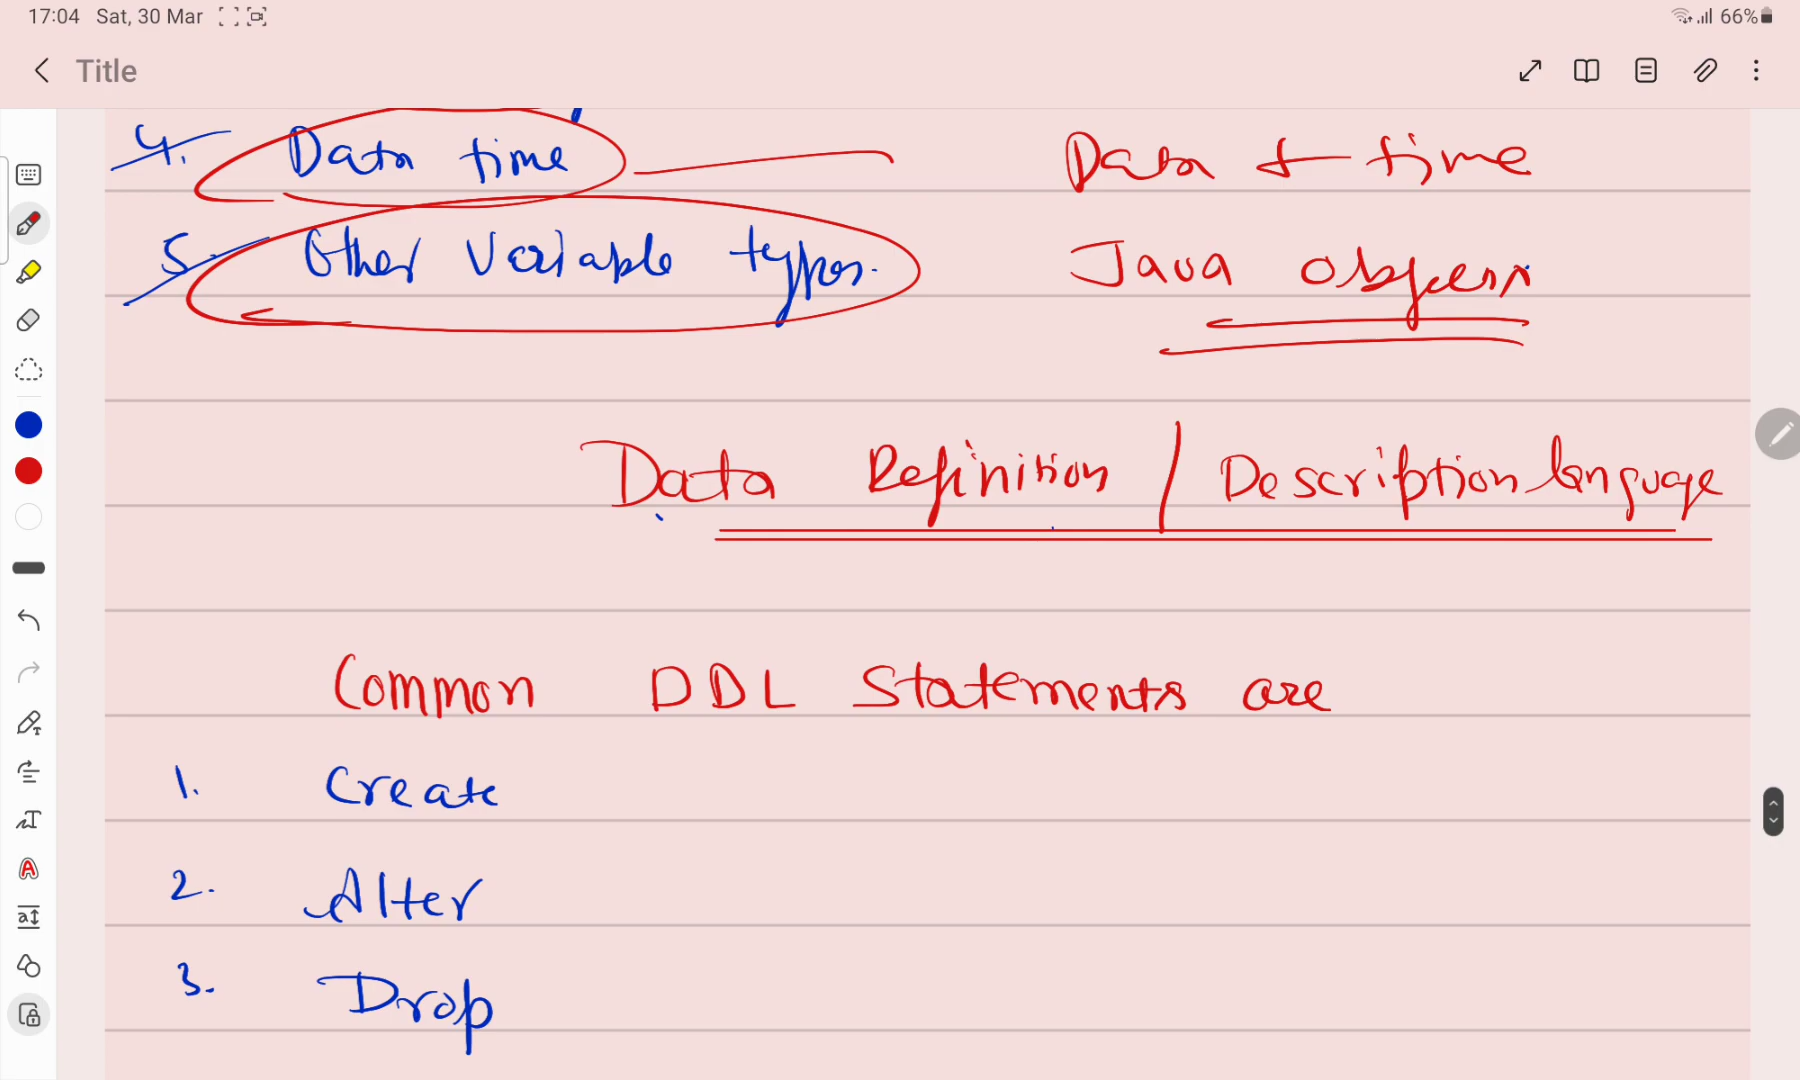 17:04 Sat, 30 Mar 66%
Title
4. Data time Data + time
5. Other Variable types. Java objects
Data Definition / Description language
Common DDL Statements are
1. Create
2. Alter
3. Drop